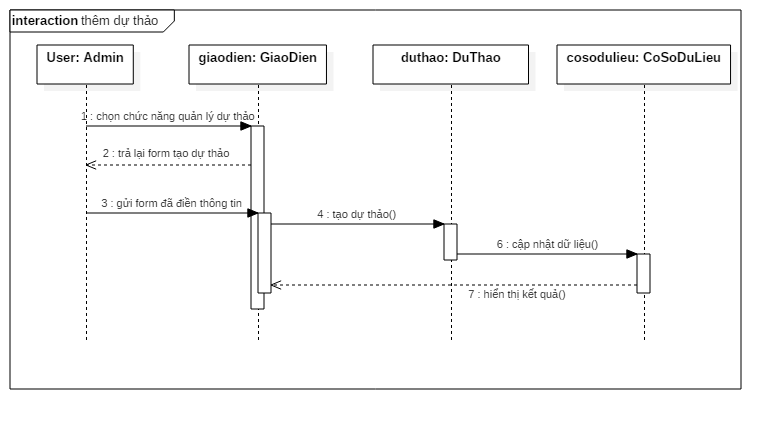 interaction thêm dự thảo
User: Admin
giaodien: GiaoDien
duthao: DuThao
cosodulieu: CoSoDuLieu
1 : chọn chức năng quản lý dự thảo
2 : trả lại form tạo dự thảo
3 : gửi form đã điền thông tin
4 : tạo dự thảo()
6 : cập nhật dữ liệu()
7 : hiển thị kết quả()